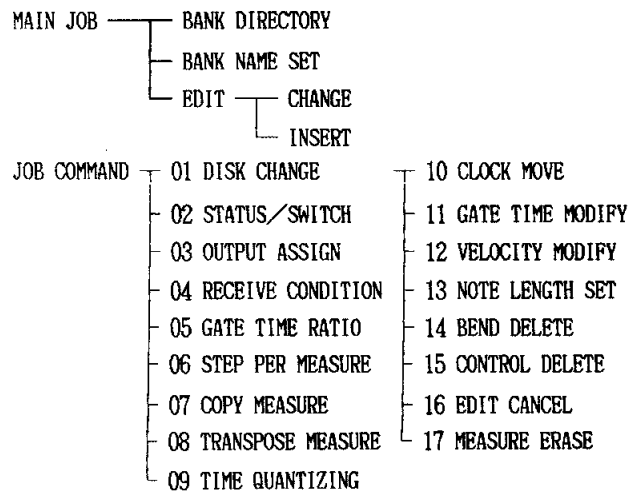 MAIN JOB BANK DIRECTORY
BANK NAME SET
EDIT CHANGE
INSERT
JOB COMMAND 01 DISK CHANGE
02 STATUS/SWITCH
03 OUTPUT ASSIGN
04 RECEIVE CONDITION
05 GATE TIME RATIO
06 STEP PER MEASURE
07 COPY MEASURE
08 TRANSPOSE MEASURE
09 TIME QUANTIZING
10 CLOCK MOVE
11 GATE TIME MODIFY
12 VELOCITY MODIFY
13 NOTE LENGTH SET
14 BEND DELETE
15 CONTROL DELETE
16 EDIT CANCEL
17 MEASURE ERASE